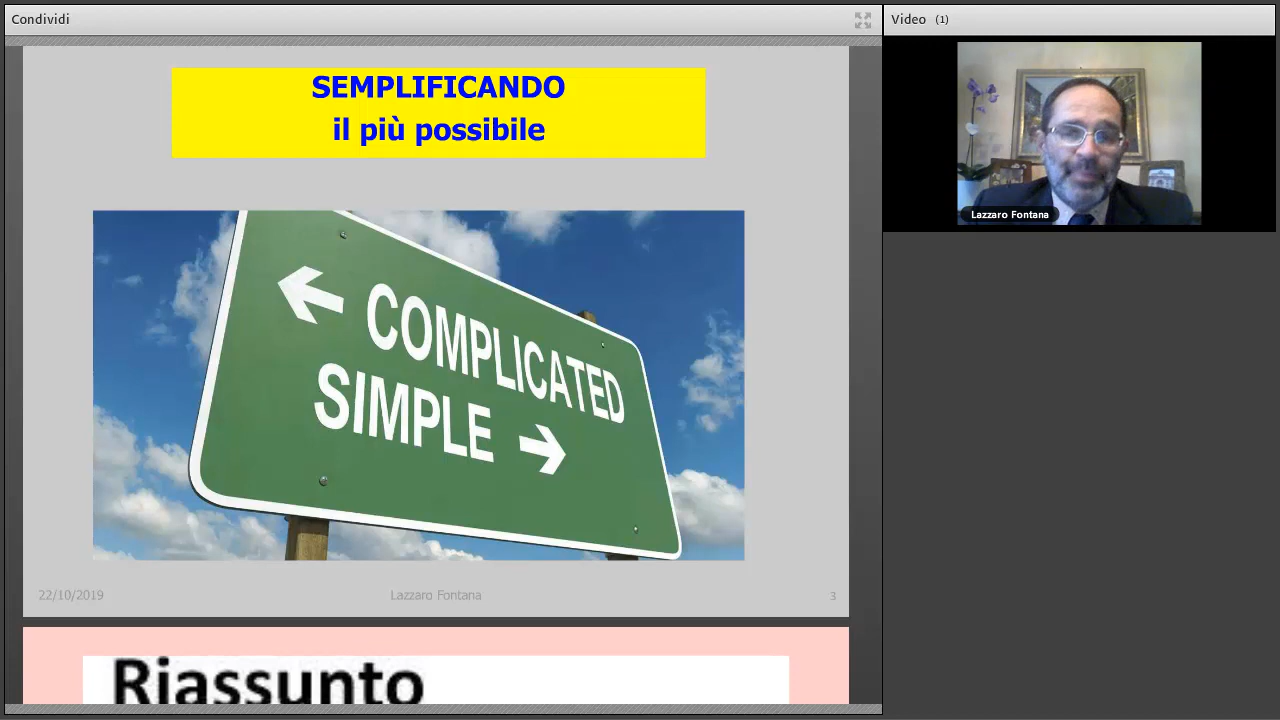 Condividi
SEMPLIFICANDO
il più possibile
COMPLICATED
SIMPLE
22/10/2019
Lazzaro Fontana
3
Riassunto
Video (1)
Lazzaro Fontana